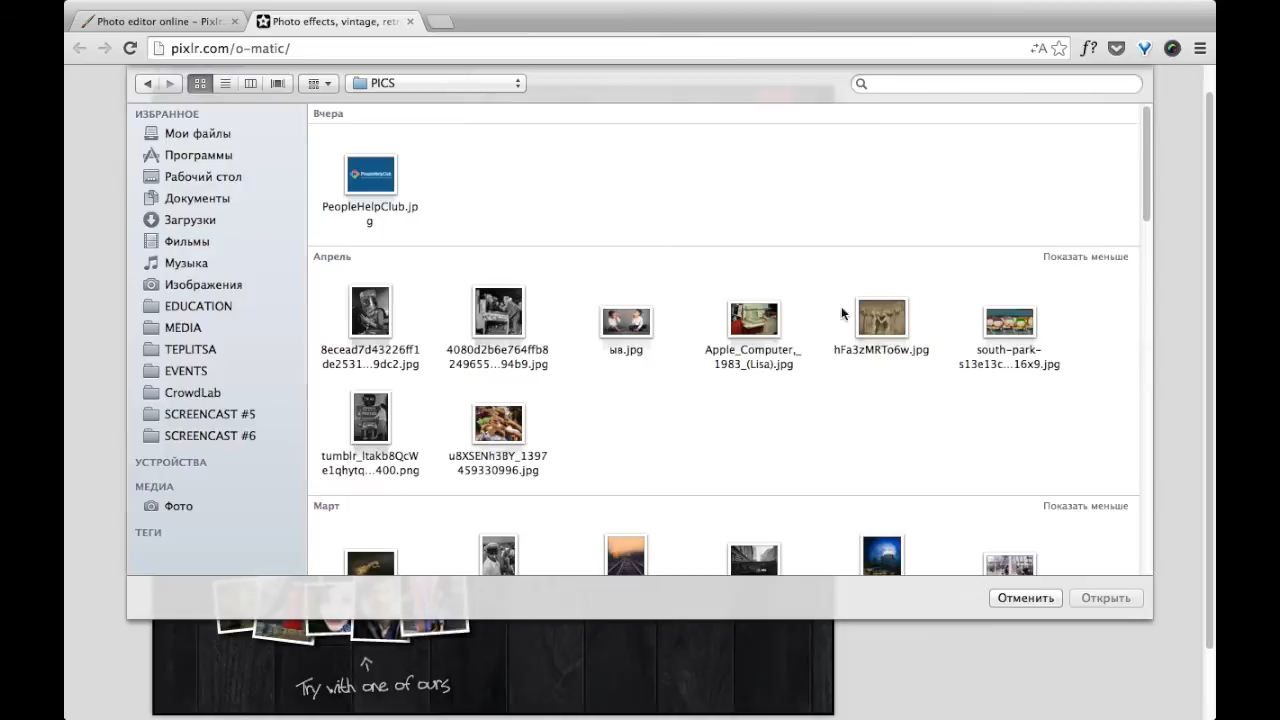 Photo editor online - Pixlr
Photo effects, vintage, retr
pixlr.com/o-matic/
f?
PICS
ИЗБРАННОЕ
Мои файлы
Программы
Рабочий стол
Документы
Загрузки
Фильмы
Музыка
Изображения
EDUCATION
MEDIA
TEPLITSA
EVENTS
CrowdLab
SCREENCAST #5
SCREENCAST #6
УСТРОЙСТВА
МЕДИА
Фото
ТЕГИ
Вчера
PeopleHelpClub
PeopleHelpClub.jp
g
Апрель
Показать меньше
8ecead7d43226ff1
de2531...9dc2.jpg
4080d2b6e764ffb8
249655...94b9.jpg
ыв.jpg
Apple_Computer,_
1983_(Lisa).jpg
hFa3zMRTo6w.jpg
south-park-
s13e13c...16x9.jpg
tumblr_ltakb8QcW
e1qhytq...400.png
u8XSENh3BY_1397
459330996.jpg
Март
Показать меньше
Отменить
Открыть
Try with one of ours